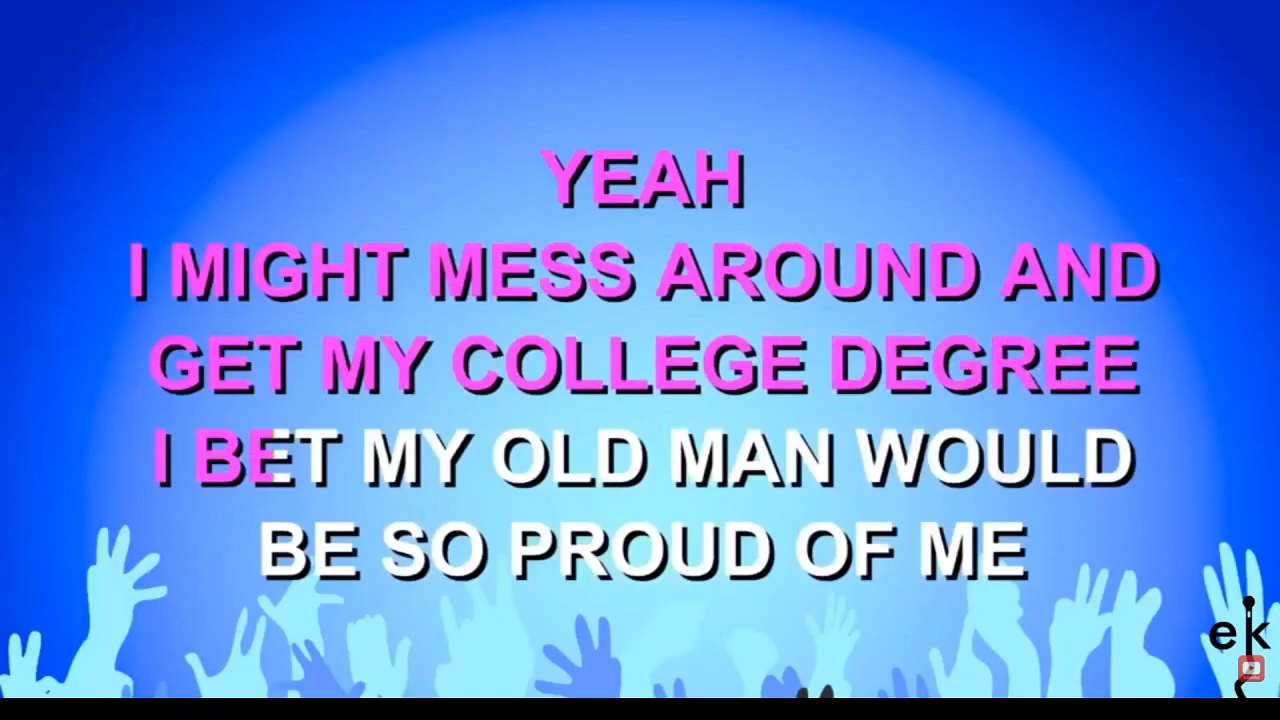 YEAH
I MIGHT MESS AROUND AND
GET MY COLLEGE DEGREE
I BET MY OLD MAN WOULD
BE SO PROUD OF ME
ek